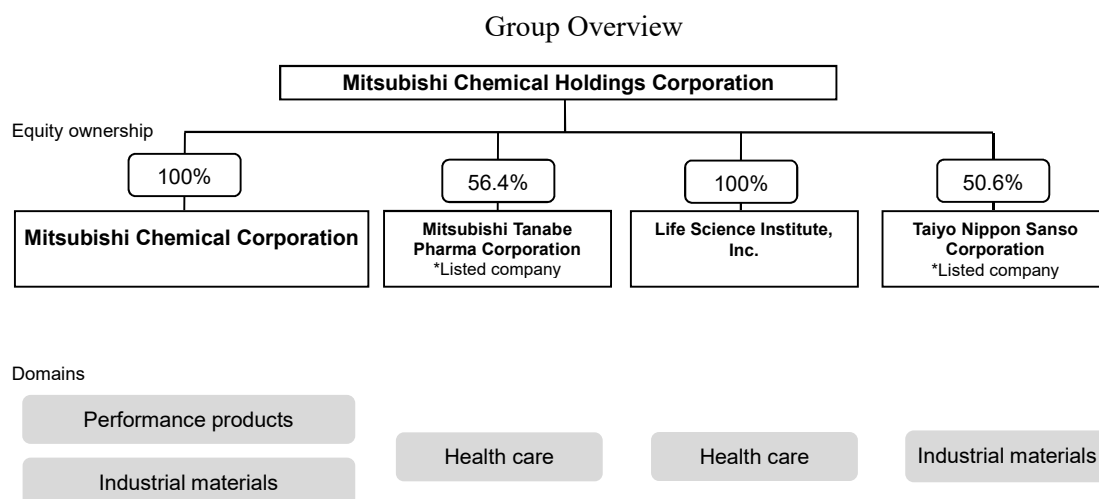 Group Overview
Mitsubishi Chemical Holdings Corporation
Equity ownership
100%
56.4%
100%
50.6%
Mitsubishi Chemical Corporation
Mitsubishi Tanabe
Pharma Corporation
*Listed company
Life Science Institute,
Inc.
Taiyo Nippon Sanso
Corporation
*Listed company
Domains
Performance products
Industrial materials
Health care
Health care
Industrial materials